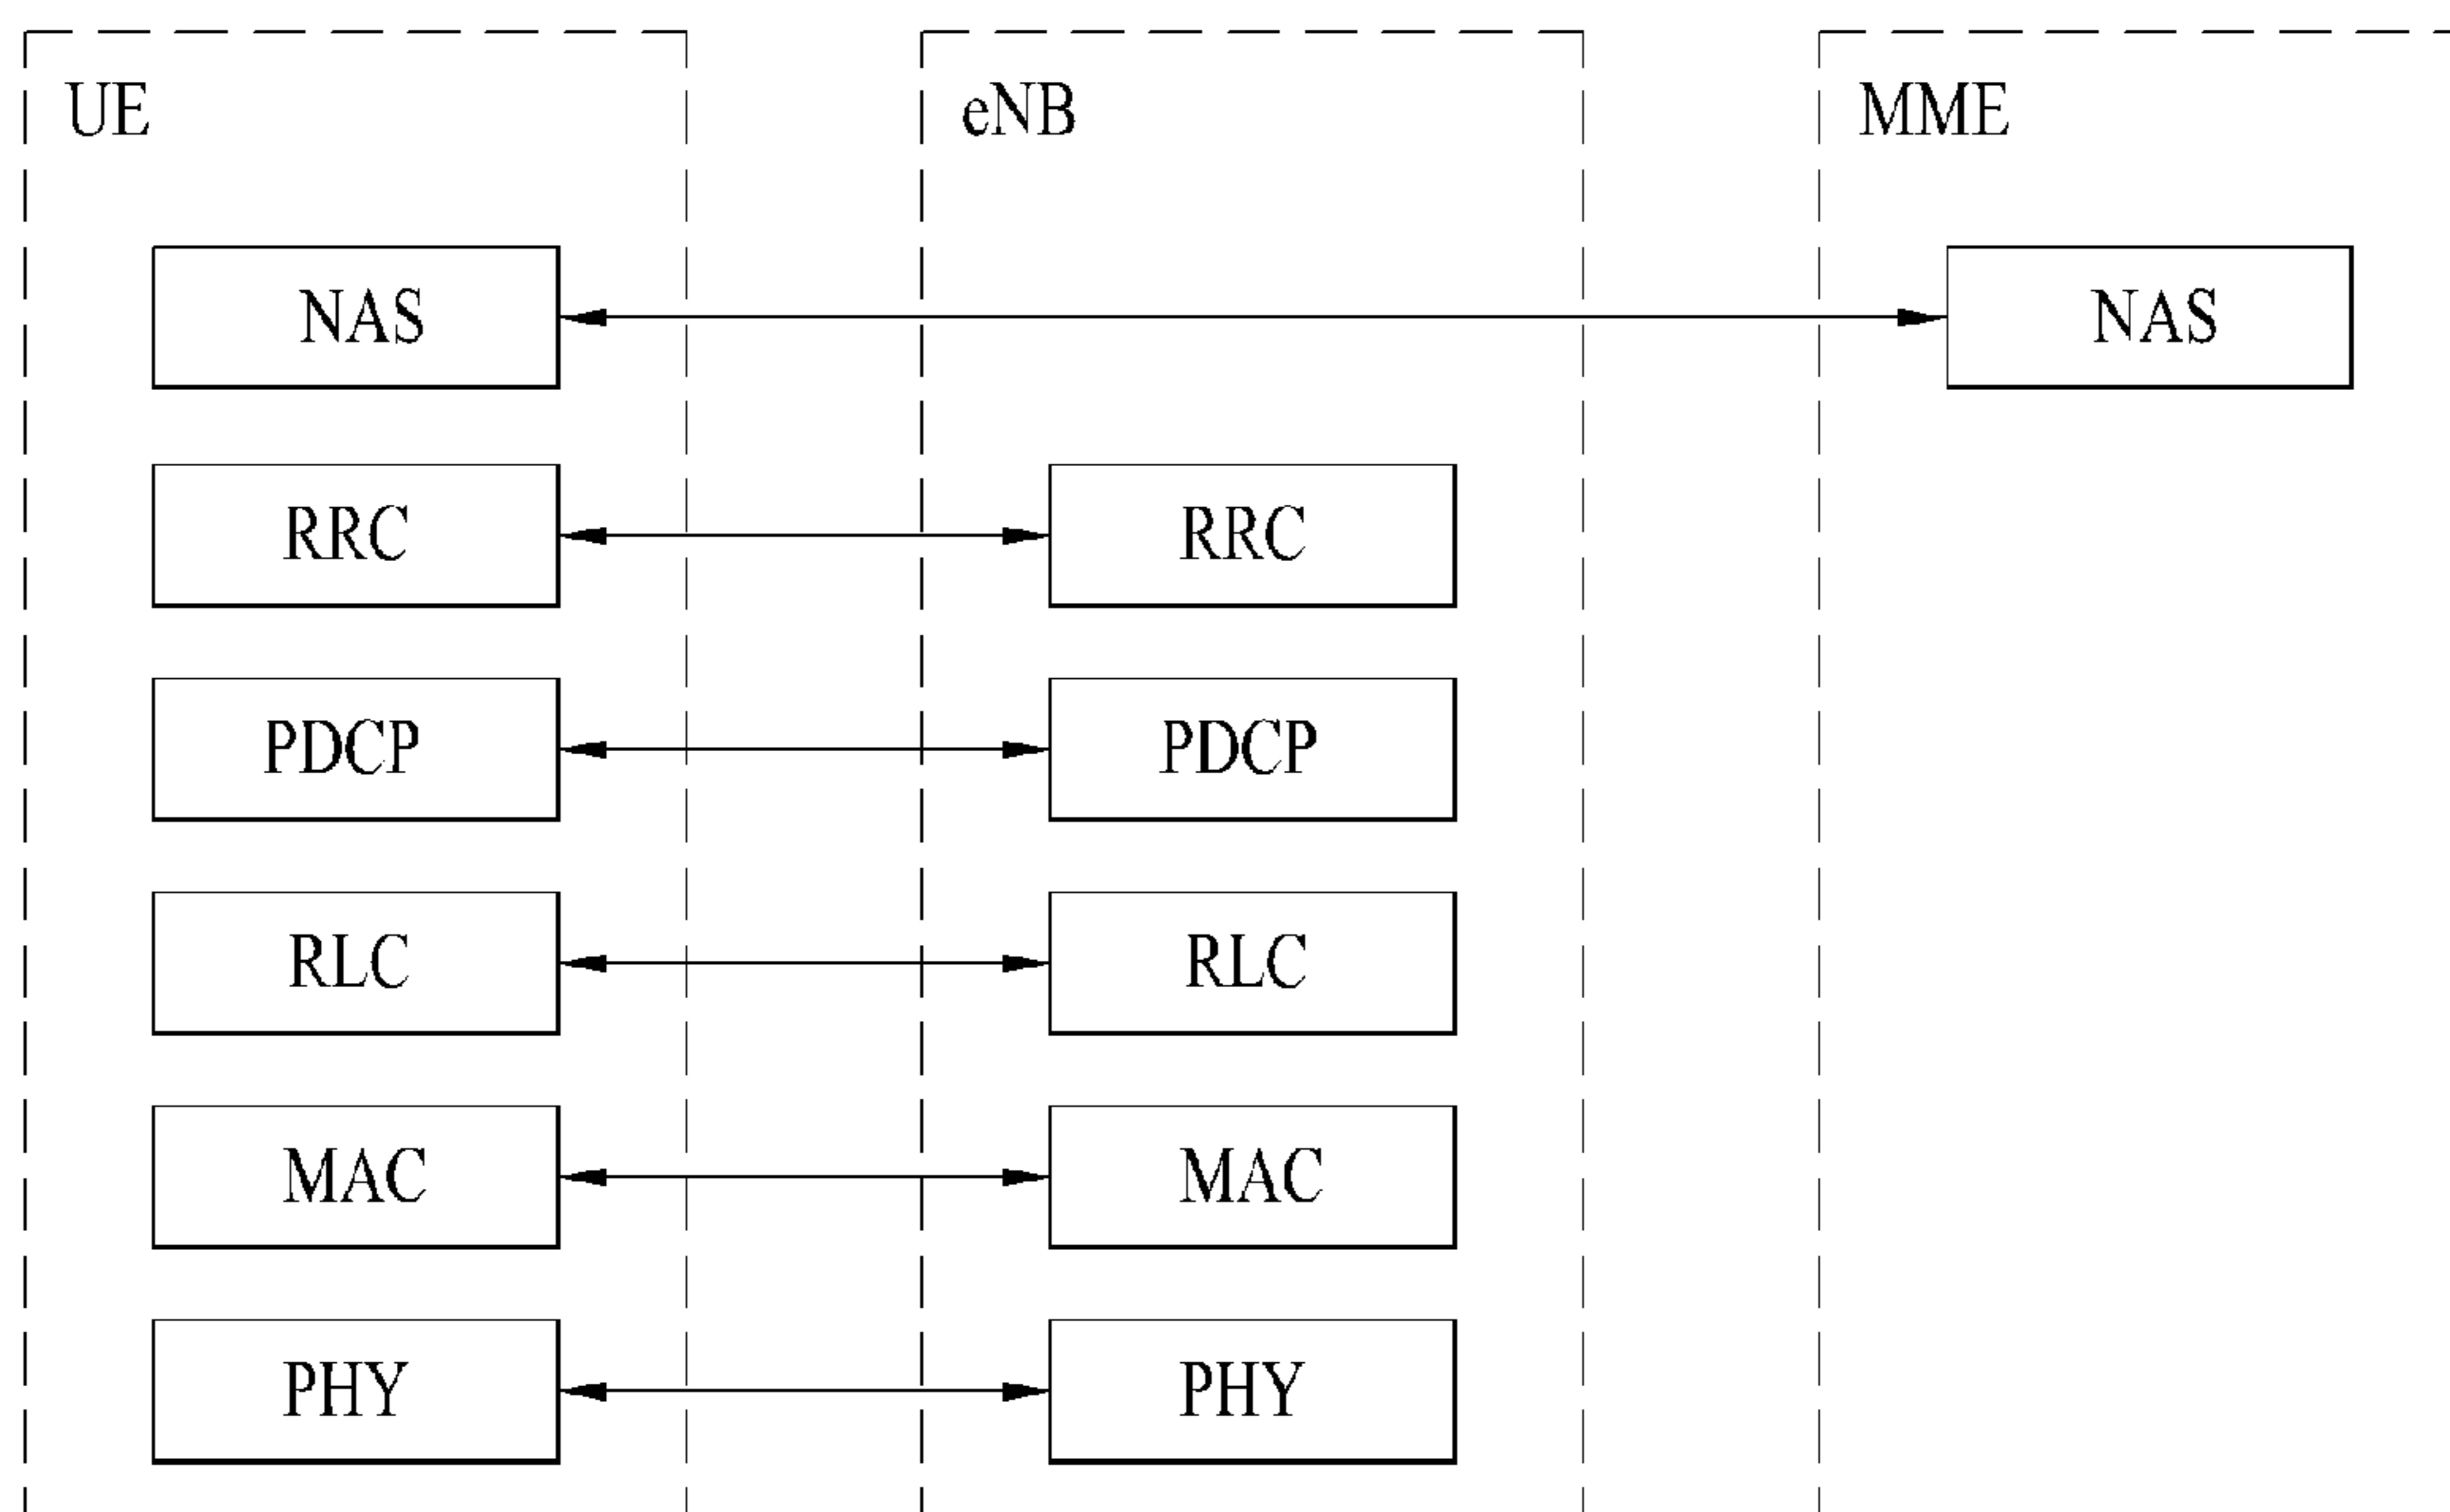 UE eNB MME
NAS NAS
RRC RRC
PDCP PDCP
RLC RLC
MAC MAC
PHY PHY